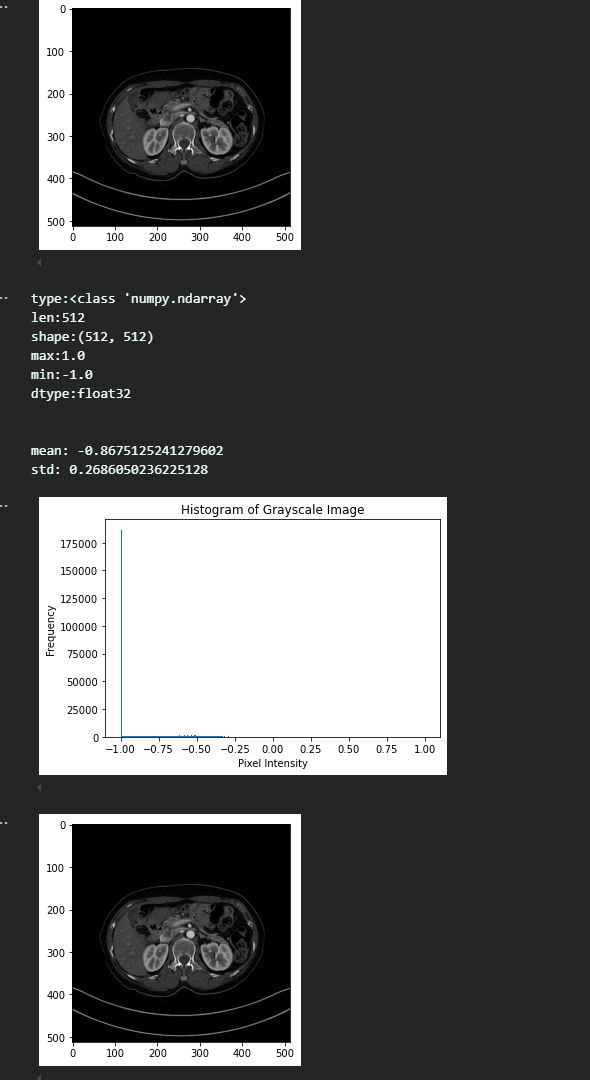 0
100
200
300
400
500
0 100 200 300 400 500
type:<class 'numpy.ndarray'>
len:512
shape:(512, 512)
max:1.0
min:-1.0
dtype:float32
mean: -0.8675125241279602
std: 0.2686050236225128
Histogram of Grayscale Image
175000
150000
125000
100000
75000
50000
25000
0
Frequency
−1.00 −0.75 −0.50 −0.25 0.00 0.25 0.50 0.75 1.00
Pixel Intensity
0
100
200
300
400
500
0 100 200 300 400 500